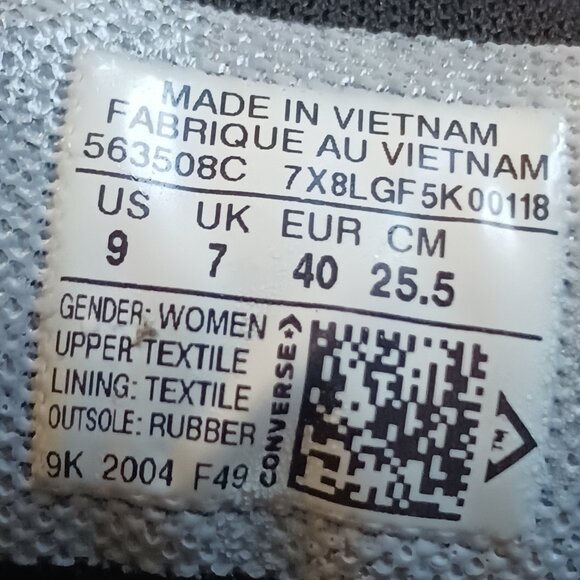 MADE IN VIETNAM
FABRIQUE AU VIETNAM
563508C 7X8LGF5K00118
US UK EUR CM
9 7 40 25.5
GENDER: WOMEN
UPPER TEXTILE
LINING: TEXTILE
OUTSOLE: RUBBER
9K 2004 F49
CONVERSE